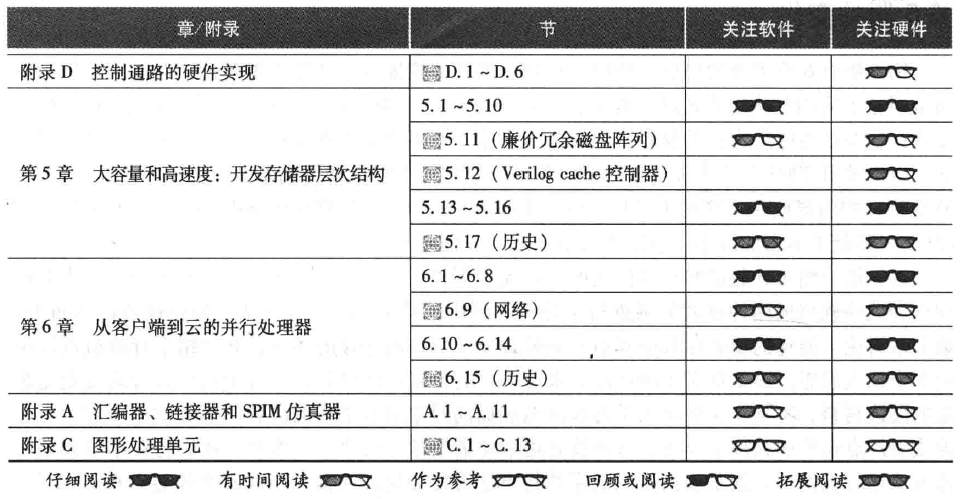 章/附录 节 关注软件 关注硬件
附录 D 控制通路的硬件实现 D.1~D.6
5.1~5.10
5.11（廉价冗余磁盘阵列）
第 5 章 大容量和高速度：开发存储器层次结构 5.12（Verilog cache 控制器）
5.13~5.16
5.17（历史）
6.1~6.8
6.9（网络）
第 6 章 从客户端到云的并行处理器
6.10~6.14
6.15（历史）
附录 A 汇编器、链接器和 SPIM 仿真器 A.1~A.11
附录 C 图形处理单元 C.1~C.13
仔细阅读 有时间阅读 作为参考 回顾或阅读 拓展阅读